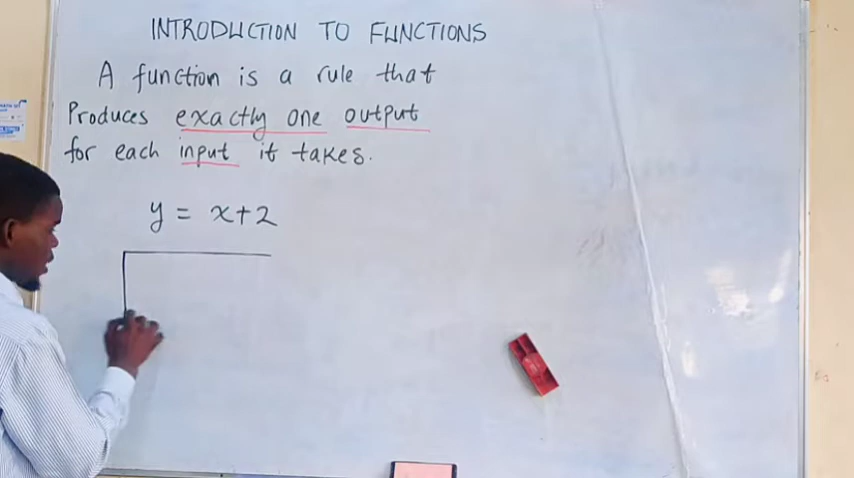 INTRODUCTION TO FUNCTIONS
A function is a rule that
Produces exactly one output
for each input it takes.
y = x+2